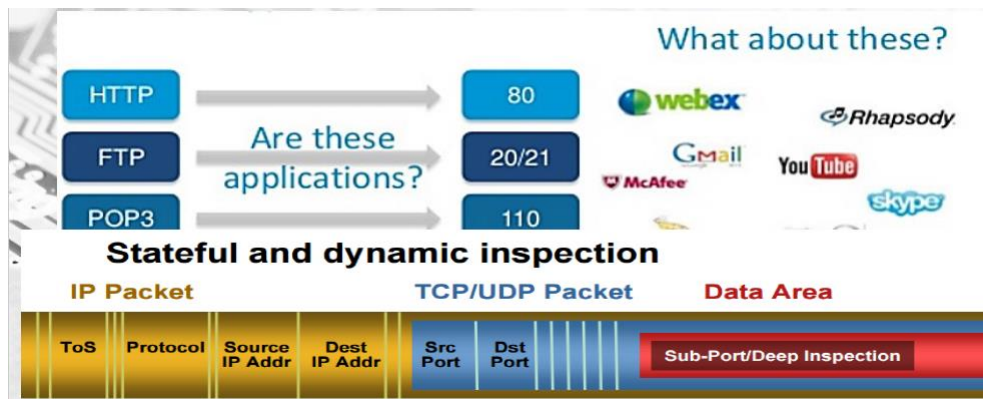 What about these?
HTTP
80
webex
Rhapsody
Are these
applications?
FTP
20/21
Gmail
YouTube
McAfee
skype
POP3
110
Stateful and dynamic inspection
IP Packet
TCP/UDP Packet
Data Area
ToS
Protocol
Source
IP Addr
Dest
IP Addr
Src
Port
Dst
Port
Sub-Port/Deep Inspection